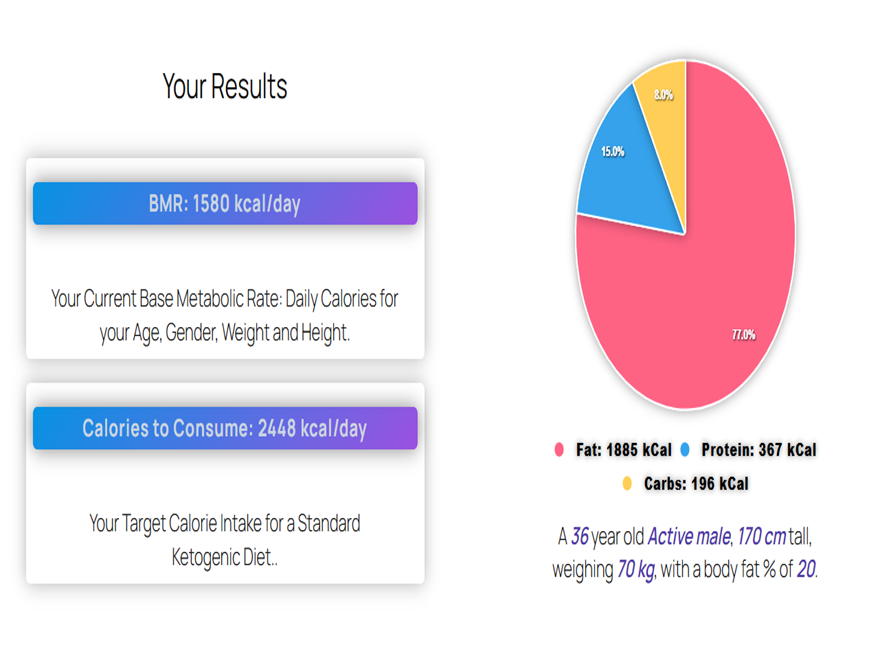 Your Results
BMR: 1580 kcal/day
Your Current Base Metabolic Rate: Daily Calories for
your Age, Gender, Weight and Height.
Calories to Consume: 2448 kcal/day
Your Target Calorie Intake for a Standard
Ketogenic Diet..
8.0%
15.0%
77.0%
Fat: 1885 kCal Protein: 367 kCal
Carbs: 196 kCal
A 36 year old Active male, 170 cm tall,
weighing 70 kg, with a body fat % of 20.